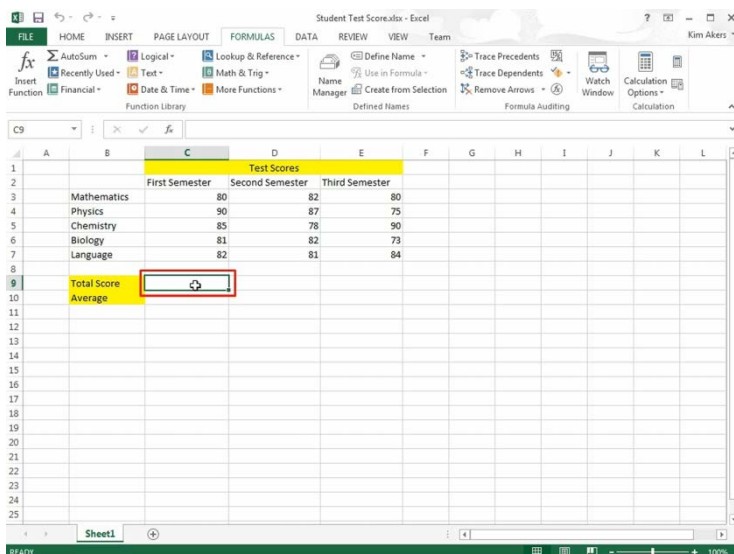 Student Test Score.xlsx - Excel
FILE HOME INSERT PAGE LAYOUT FORMULAS DATA REVIEW VIEW Team Kim Akers
fx Insert Function
AutoSum
Recently Used
Financial
Logical
Text
Date & Time
Lookup & Reference
Math & Trig
More Functions
Function Library
Name Manager
Define Name
Use in Formula
Create from Selection
Defined Names
Trace Precedents
Trace Dependents
Remove Arrows
Formula Auditing
Watch Window
Calculation Options
Calculation
C9 fx
A B C D E F G H I J K L
1 Test Scores
2 First Semester Second Semester Third Semester
3 Mathematics 80 82 80
4 Physics 90 87 75
5 Chemistry 85 78 90
6 Biology 81 82 73
7 Language 82 81 84
8
9 Total Score
10 Average
11
12
13
14
15
16
17
18
19
20
21
22
23
24
25
Sheet1
READY 100%